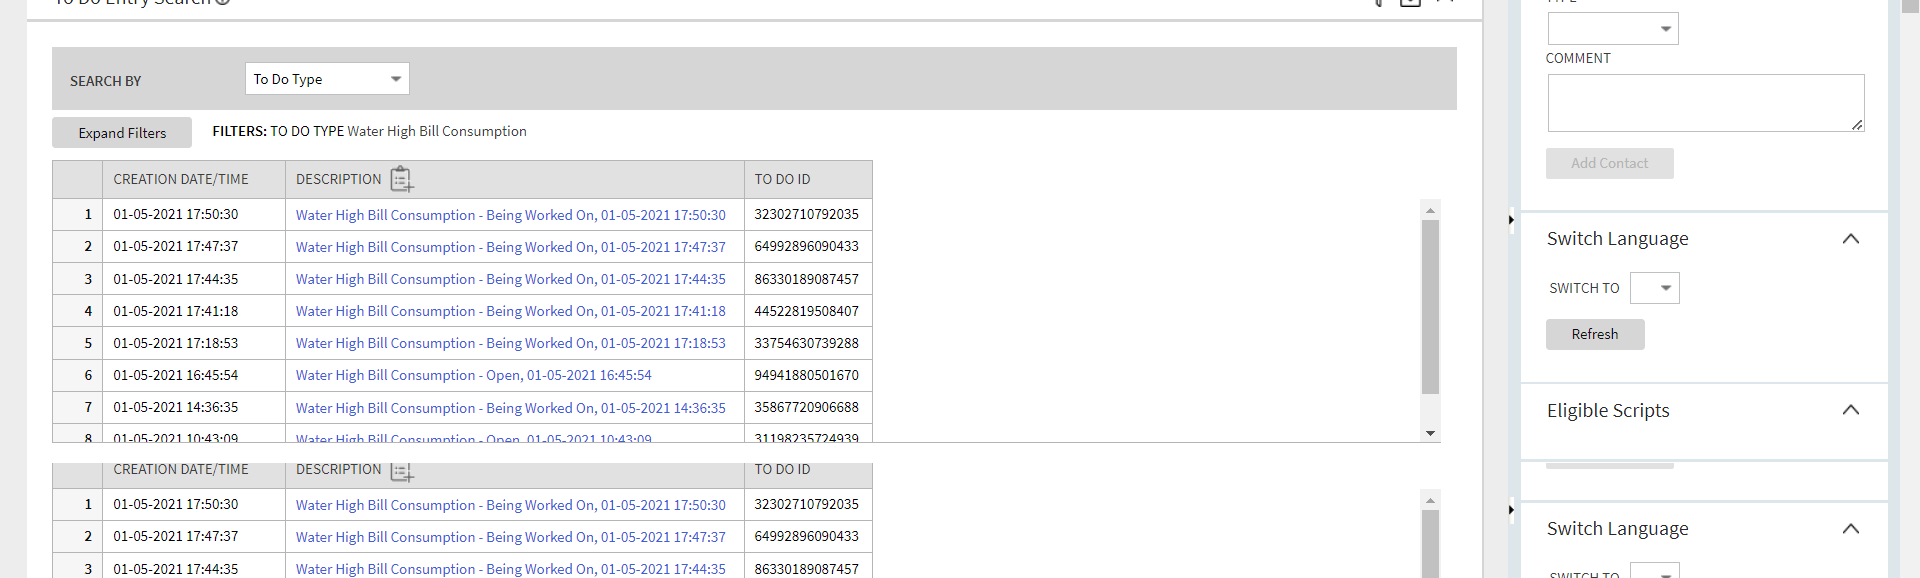 To Do Entry Search
SEARCH BY
To Do Type
Expand Filters
FILTERS: TO DO TYPE Water High Bill Consumption
CREATION DATE/TIME DESCRIPTION TO DO ID
1 01-05-2021 17:50:30 Water High Bill Consumption - Being Worked On, 01-05-2021 17:50:30 32302710792035
2 01-05-2021 17:47:37 Water High Bill Consumption - Being Worked On, 01-05-2021 17:47:37 64992896090433
3 01-05-2021 17:44:35 Water High Bill Consumption - Being Worked On, 01-05-2021 17:44:35 86330189087457
4 01-05-2021 17:41:18 Water High Bill Consumption - Being Worked On, 01-05-2021 17:41:18 44522819508407
5 01-05-2021 17:18:53 Water High Bill Consumption - Being Worked On, 01-05-2021 17:18:53 33754630739288
6 01-05-2021 16:45:54 Water High Bill Consumption - Open, 01-05-2021 16:45:54 94941880501670
7 01-05-2021 14:36:35 Water High Bill Consumption - Being Worked On, 01-05-2021 14:36:35 35867720906688
8 01-05-2021 10:43:09 Water High Bill Consumption - Open, 01-05-2021 10:43:09 31198235724939
CREATION DATE/TIME DESCRIPTION TO DO ID
1 01-05-2021 17:50:30 Water High Bill Consumption - Being Worked On, 01-05-2021 17:50:30 32302710792035
2 01-05-2021 17:47:37 Water High Bill Consumption - Being Worked On, 01-05-2021 17:47:37 64992896090433
3 01-05-2021 17:44:35 Water High Bill Consumption - Being Worked On, 01-05-2021 17:44:35 86330189087457
COMMENT
Add Contact
Switch Language
SWITCH TO
Refresh
Eligible Scripts
Switch Language
SWITCH TO